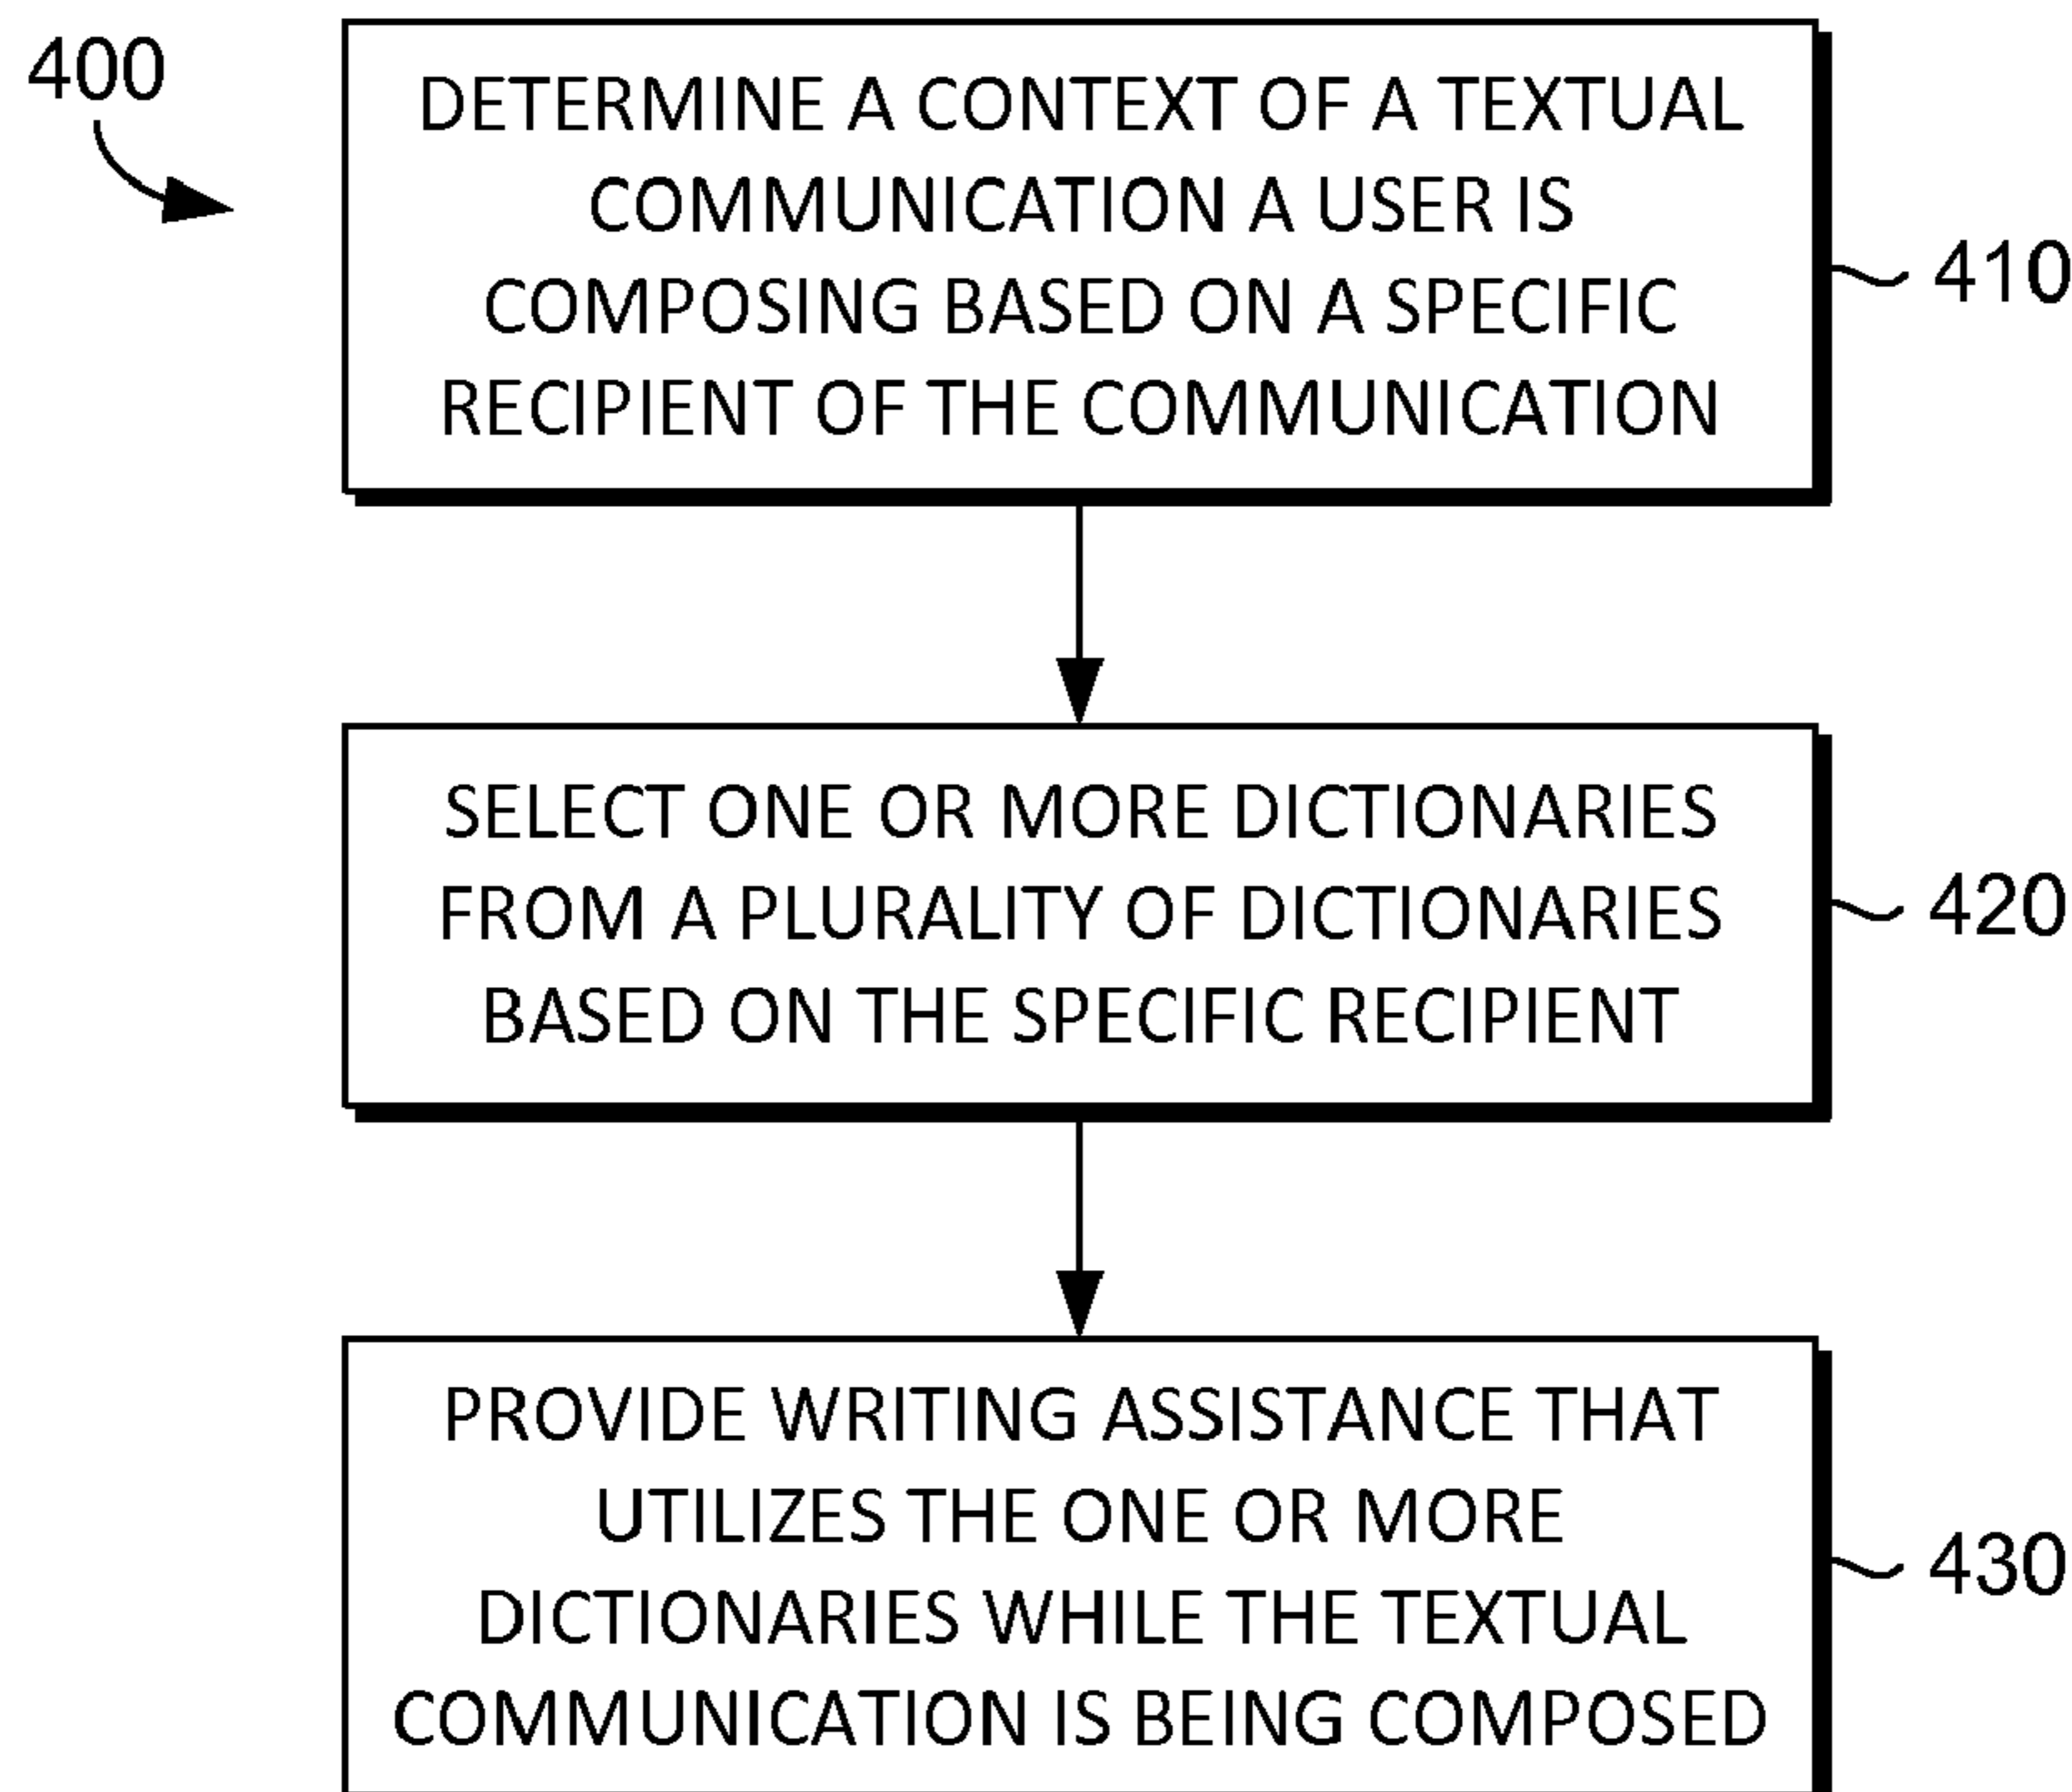 400
DETERMINE A CONTEXT OF A TEXTUAL
COMMUNICATION A USER IS
COMPOSING BASED ON A SPECIFIC
RECIPIENT OF THE COMMUNICATION
410
SELECT ONE OR MORE DICTIONARIES
FROM A PLURALITY OF DICTIONARIES
BASED ON THE SPECIFIC RECIPIENT
420
PROVIDE WRITING ASSISTANCE THAT
UTILIZES THE ONE OR MORE
DICTIONARIES WHILE THE TEXTUAL
COMMUNICATION IS BEING COMPOSED
430